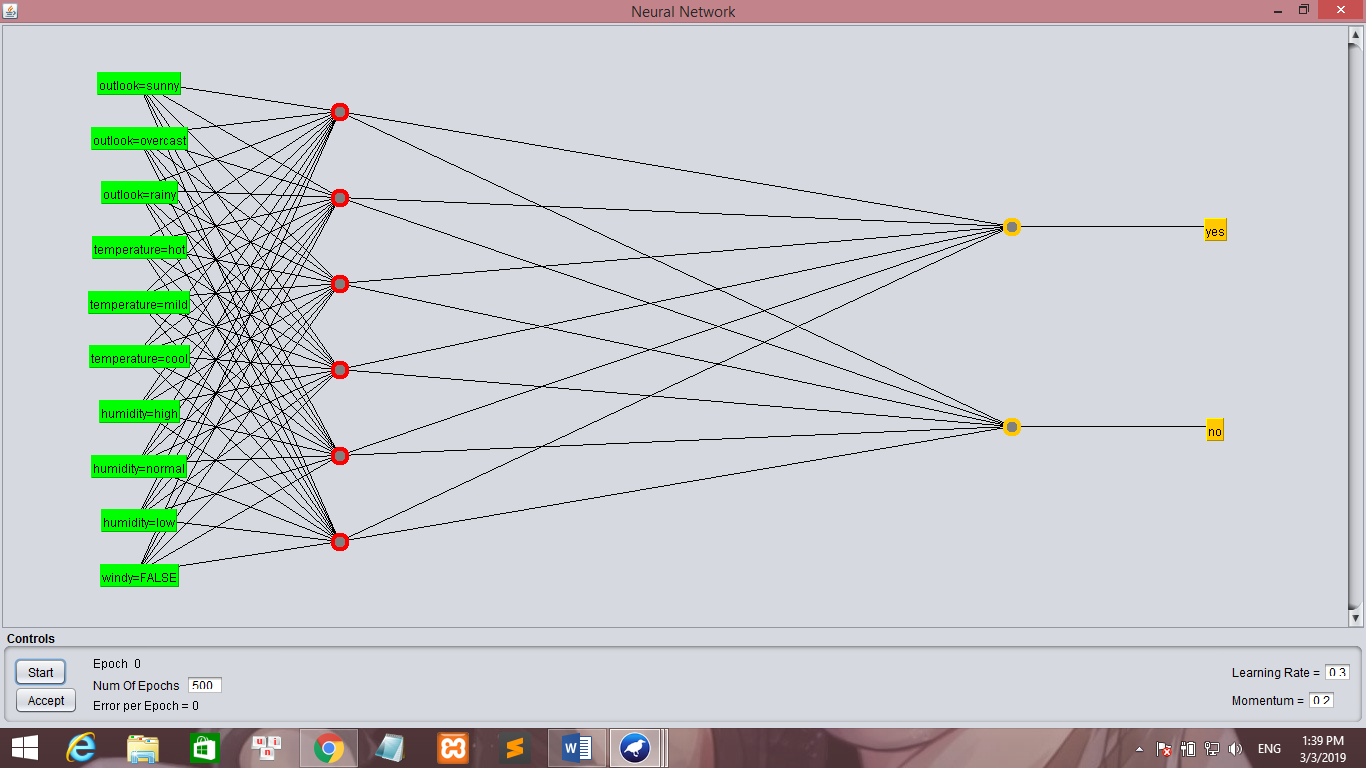 Neural Network
outlook=sunny
outlook=overcast
outlook=rainy
temperature=hot
temperature=mild
temperature=cool
humidity=high
humidity=normal
humidity=low
windy=FALSE
yes
no
Controls
Start
Accept
Epoch 0
Num Of Epochs 500
Error per Epoch = 0
Learning Rate = 0.3
Momentum = 0.2
ENG
1:39 PM
3/3/2019